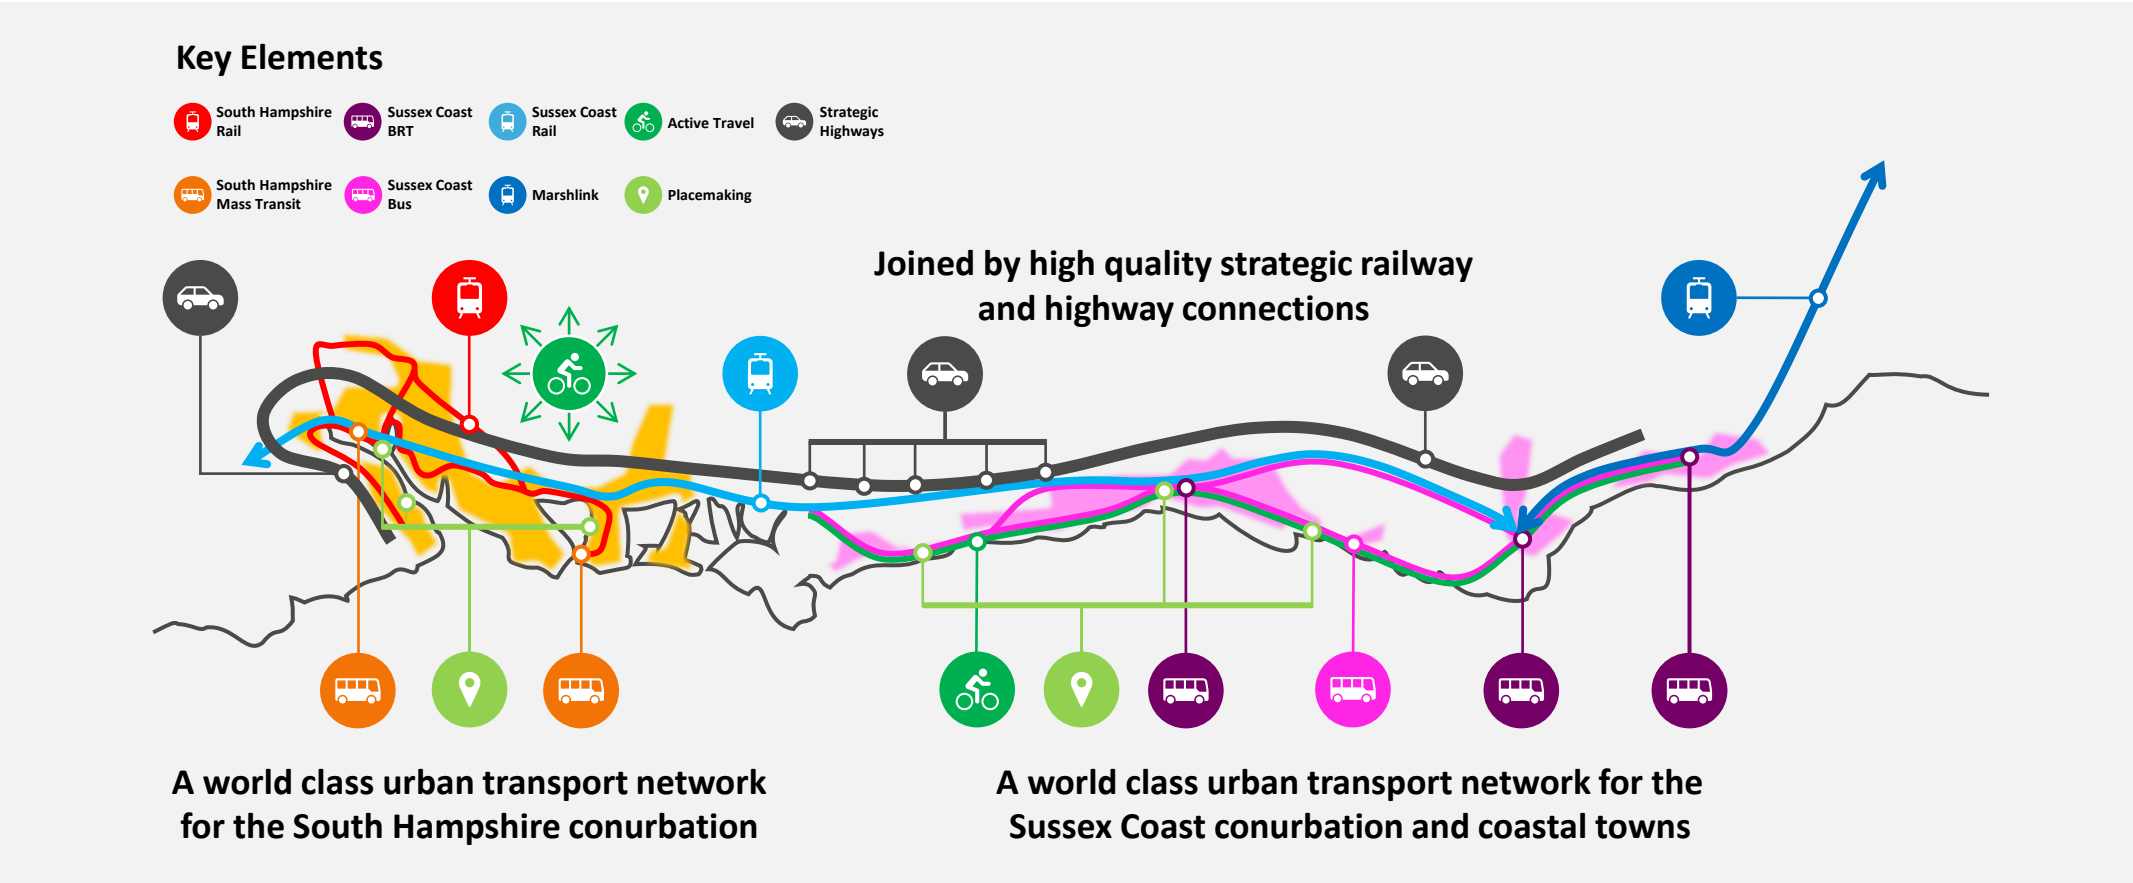 Key Elements
South Hampshire
Rail
Sussex Coast
BRT
Sussex Coast
Rail
Active Travel
Strategic
Highways
South Hampshire
Mass Transit
Sussex Coast
Bus
Marshlink
Placemaking
Joined by high quality strategic railway
and highway connections
A world class urban transport network
for the South Hampshire conurbation
A world class urban transport network for the
Sussex Coast conurbation and coastal towns